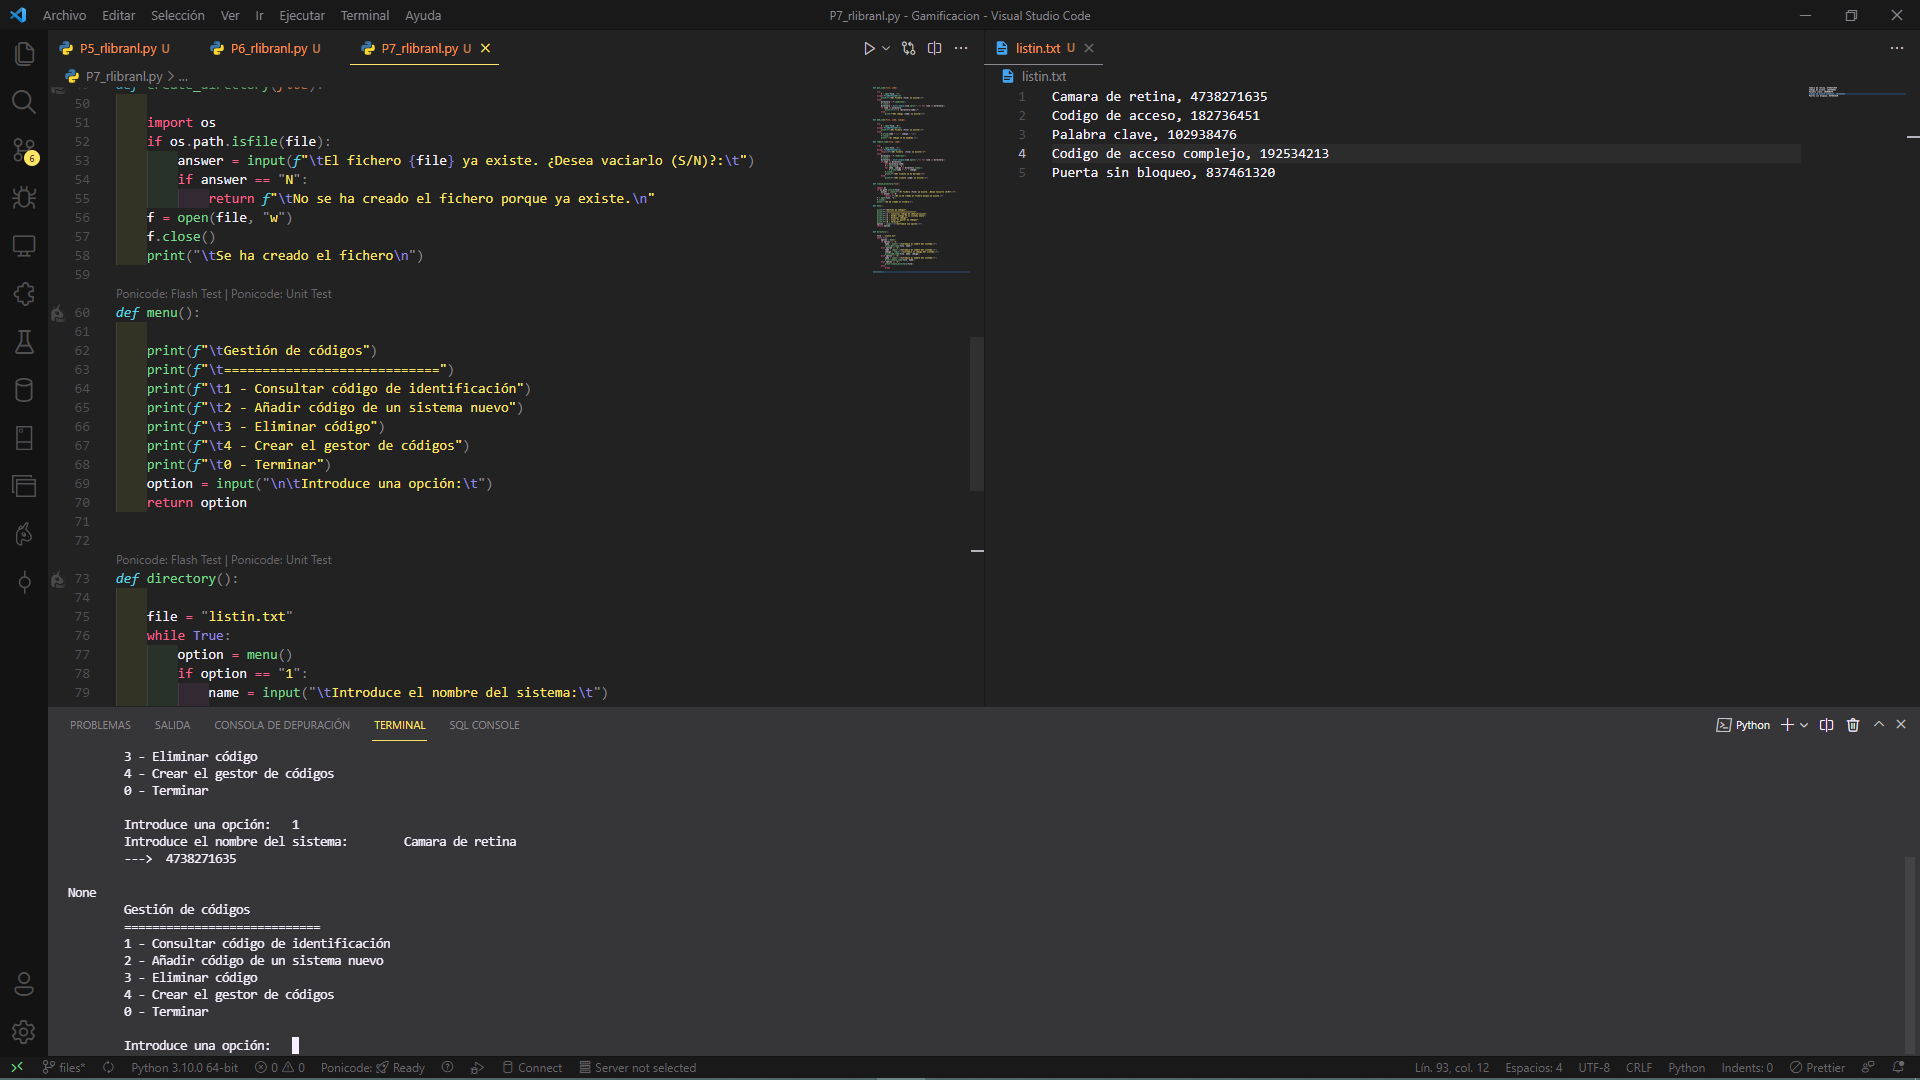 Archivo Editar Selección Ver Ir Ejecutar Terminal Ayuda
P7_rlibranl.py - Gamificacion - Visual Studio Code
P5_rlibranl.py U
P6_rlibranl.py U
P7_rlibranl.py U
listin.txt U
P7_rlibranl.py > ...
listin.txt
50
51 import os
52 if os.path.isfile(file):
53 answer = input(f"\tEl fichero {file} ya existe. ¿Desea vaciarlo (S/N)?:\t")
54 if answer == "N":
55 return f"\tNo se ha creado el fichero porque ya existe.\n"
56 f = open(file, "w")
57 f.close()
58 print("\tSe ha creado el fichero\n")
59
Ponicode: Flash Test | Ponicode: Unit Test
60 def menu():
61
62 print(f"\tGestión de códigos")
63 print(f"\t============================")
64 print(f"\t1 - Consultar código de identificación")
65 print(f"\t2 - Añadir código de un sistema nuevo")
66 print(f"\t3 - Eliminar código")
67 print(f"\t4 - Crear el gestor de códigos")
68 print(f"\t0 - Terminar")
69 option = input("\n\tIntroduce una opción:\t")
70 return option
71
72
Ponicode: Flash Test | Ponicode: Unit Test
73 def directory():
74
75 file = "listin.txt"
76 while True:
77 option = menu()
78 if option == "1":
79 name = input("\tIntroduce el nombre del sistema:\t")
1 Camara de retina, 4738271635
2 Codigo de acceso, 182736451
3 Palabra clave, 102938476
4 Codigo de acceso complejo, 192534213
5 Puerta sin bloqueo, 837461320
PROBLEMAS SALIDA CONSOLA DE DEPURACIÓN TERMINAL SQL CONSOLE
Python
3 - Eliminar código
4 - Crear el gestor de códigos
0 - Terminar
Introduce una opción: 1
Introduce el nombre del sistema: Camara de retina
---> 4738271635
None
Gestión de códigos
============================
1 - Consultar código de identificación
2 - Añadir código de un sistema nuevo
3 - Eliminar código
4 - Crear el gestor de códigos
0 - Terminar
Introduce una opción:
6
files* Python 3.10.0 64-bit 0 0 Ponicode: Ready Connect Server not selected
Lín. 93, col. 12 Espacios: 4 UTF-8 CRLF Python Indents: 0 Prettier